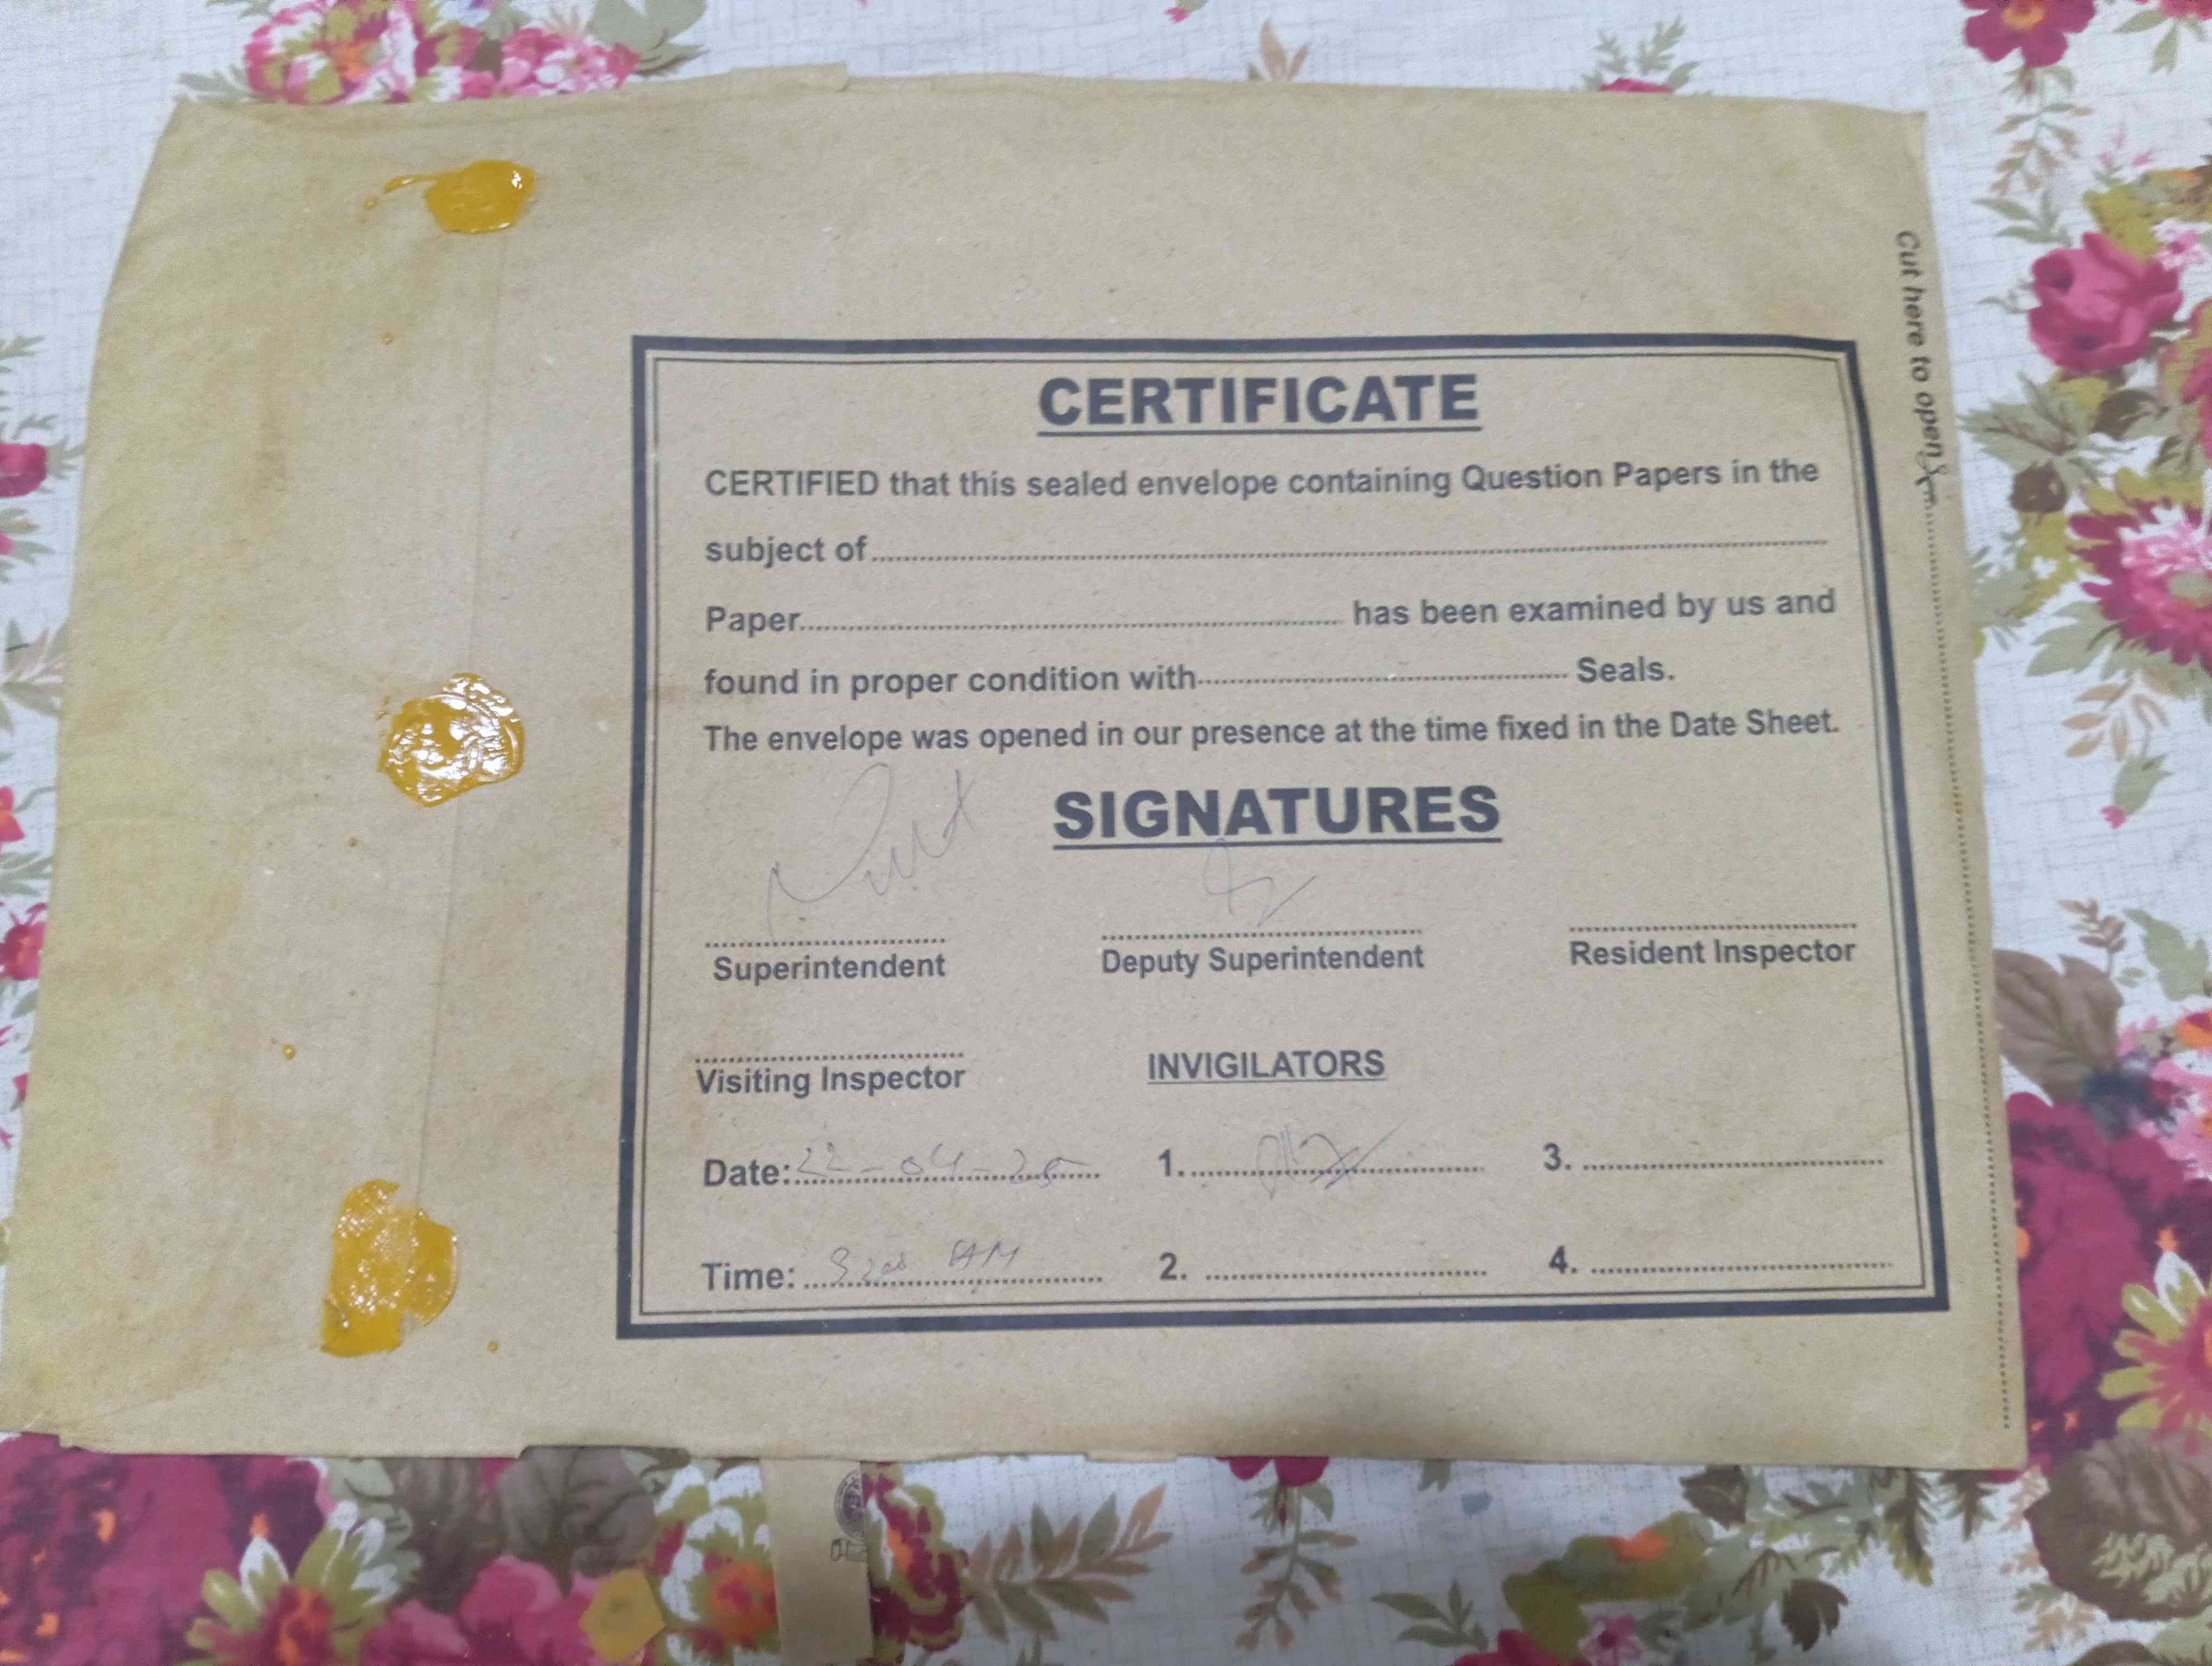 Cut here to open
CERTIFICATE
CERTIFIED that this sealed envelope containing Question Papers in the
subject of
Paper has been examined by us and
found in proper condition with Seals.
The envelope was opened in our presence at the time fixed in the Date Sheet.
SIGNATURES
Superintendent Deputy Superintendent Resident Inspector
Visiting Inspector INVIGILATORS
Date: 22-04-25 1. 3.
Time: AM 2. 4.